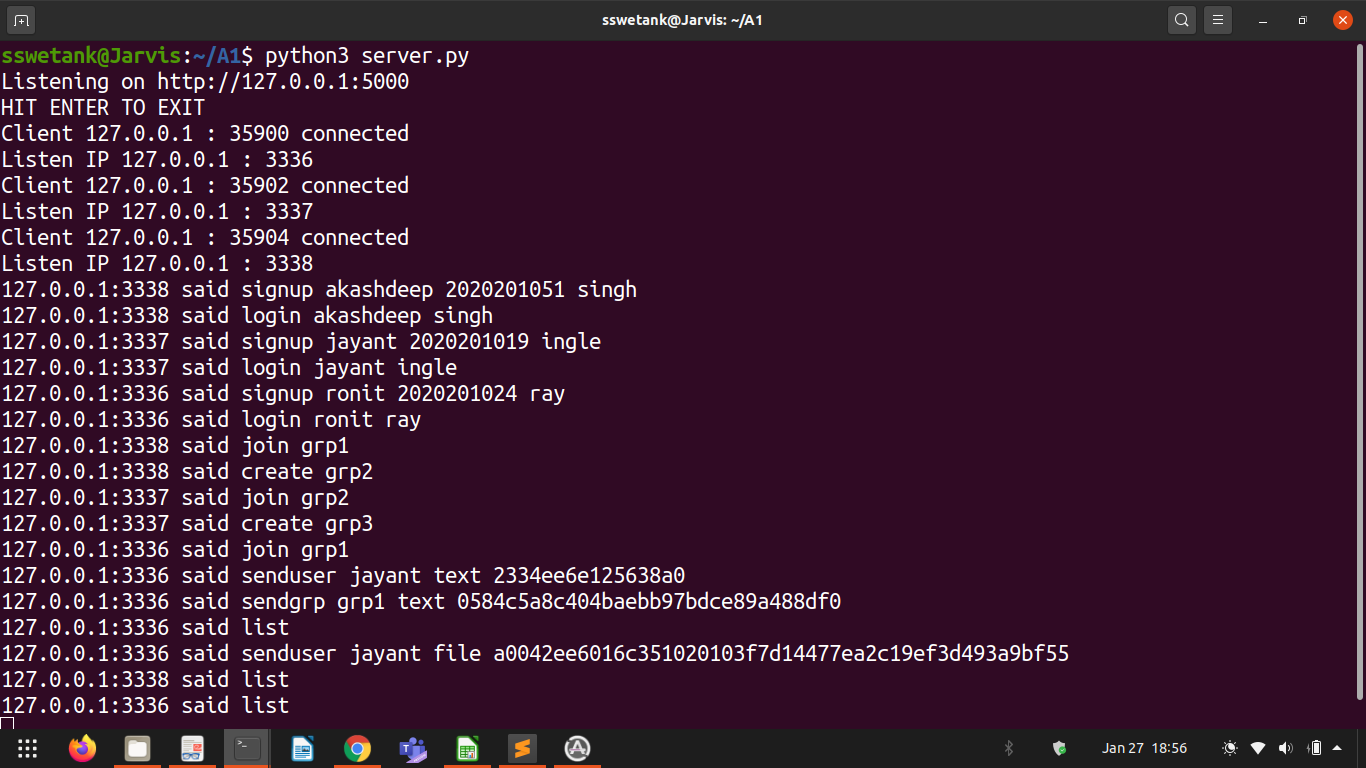 sswetank@Jarvis: ~/A1
sswetank@Jarvis:~/A1$ python3 server.py
Listening on http://127.0.0.1:5000
HIT ENTER TO EXIT
Client 127.0.0.1 : 35900 connected
Listen IP 127.0.0.1 : 3336
Client 127.0.0.1 : 35902 connected
Listen IP 127.0.0.1 : 3337
Client 127.0.0.1 : 35904 connected
Listen IP 127.0.0.1 : 3338
127.0.0.1:3338 said signup akashdeep 2020201051 singh
127.0.0.1:3338 said login akashdeep singh
127.0.0.1:3337 said signup jayant 2020201019 ingle
127.0.0.1:3337 said login jayant ingle
127.0.0.1:3336 said signup ronit 2020201024 ray
127.0.0.1:3336 said login ronit ray
127.0.0.1:3338 said join grp1
127.0.0.1:3338 said create grp2
127.0.0.1:3337 said join grp2
127.0.0.1:3337 said create grp3
127.0.0.1:3336 said join grp1
127.0.0.1:3336 said senduser jayant text 2334ee6e125638a0
127.0.0.1:3336 said sendgrp grp1 text 0584c5a8c404baebb97bdce89a488df0
127.0.0.1:3336 said list
127.0.0.1:3336 said senduser jayant file a0042ee6016c351020103f7d14477ea2c19ef3d493a9bf55
127.0.0.1:3338 said list
127.0.0.1:3336 said list
Jan 27 18:56